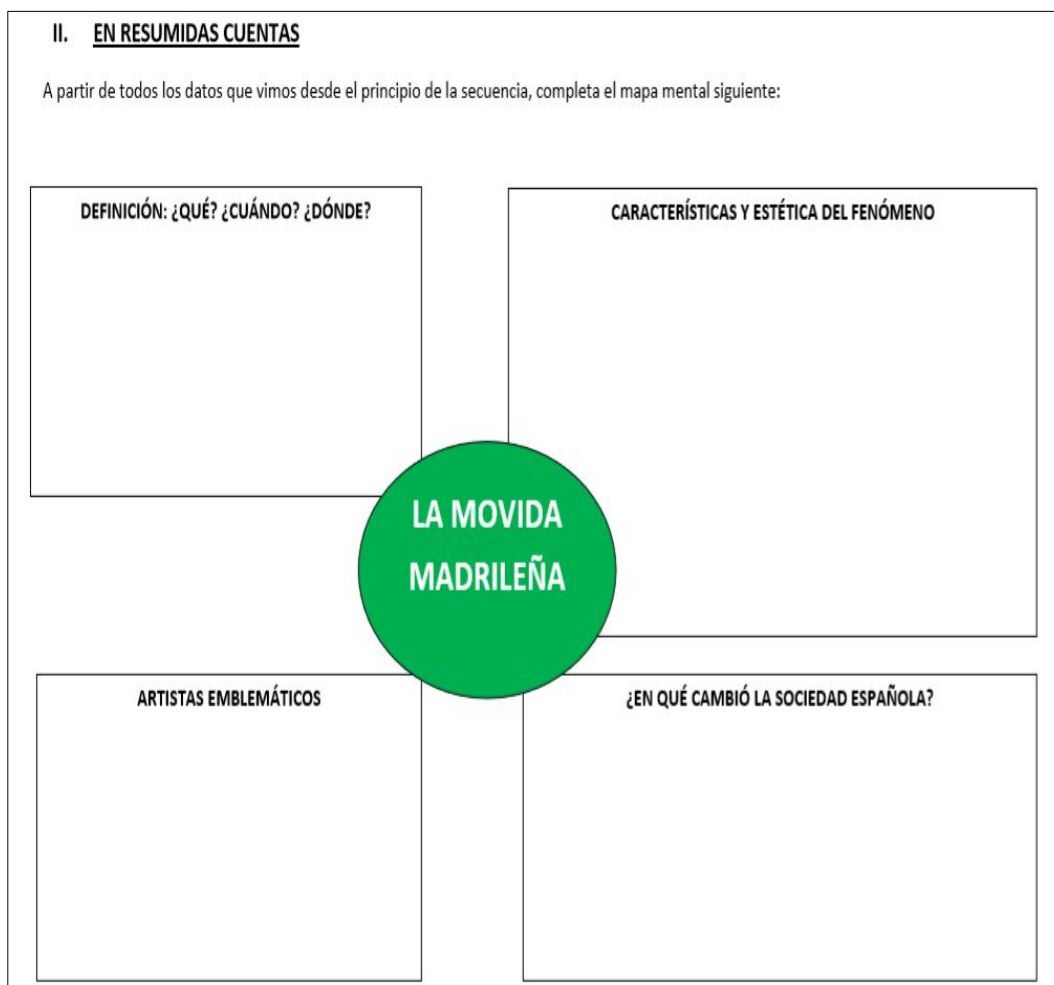 II. EN RESUMIDAS CUENTAS
A partir de todos los datos que vimos desde el principio de la secuencia, completa el mapa mental siguiente:
DEFINICIÓN: ¿QUÉ? ¿CUÁNDO? ¿DÓNDE?
CARACTERÍSTICAS Y ESTÉTICA DEL FENÓMENO
LA MOVIDA
MADRILEÑA
ARTISTAS EMBLEMÁTICOS
¿EN QUÉ CAMBIÓ LA SOCIEDAD ESPAÑOLA?